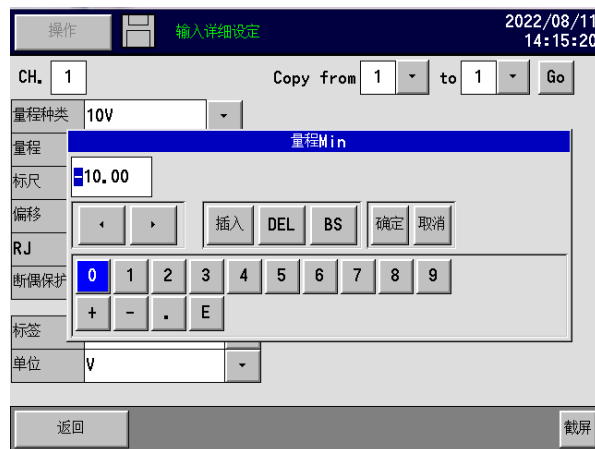 操作 输入详细设定 2022/08/11
14:15:20
CH. 1 Copy from 1 to 1 Go
量程种类 10V
量程Min
量程
-10.00
标尺
偏移
插入 DEL BS 确定 取消
RJ
断偶保护
0 1 2 3 4 5 6 7 8 9
+ - . E
标签
单位 V
返回 截屏